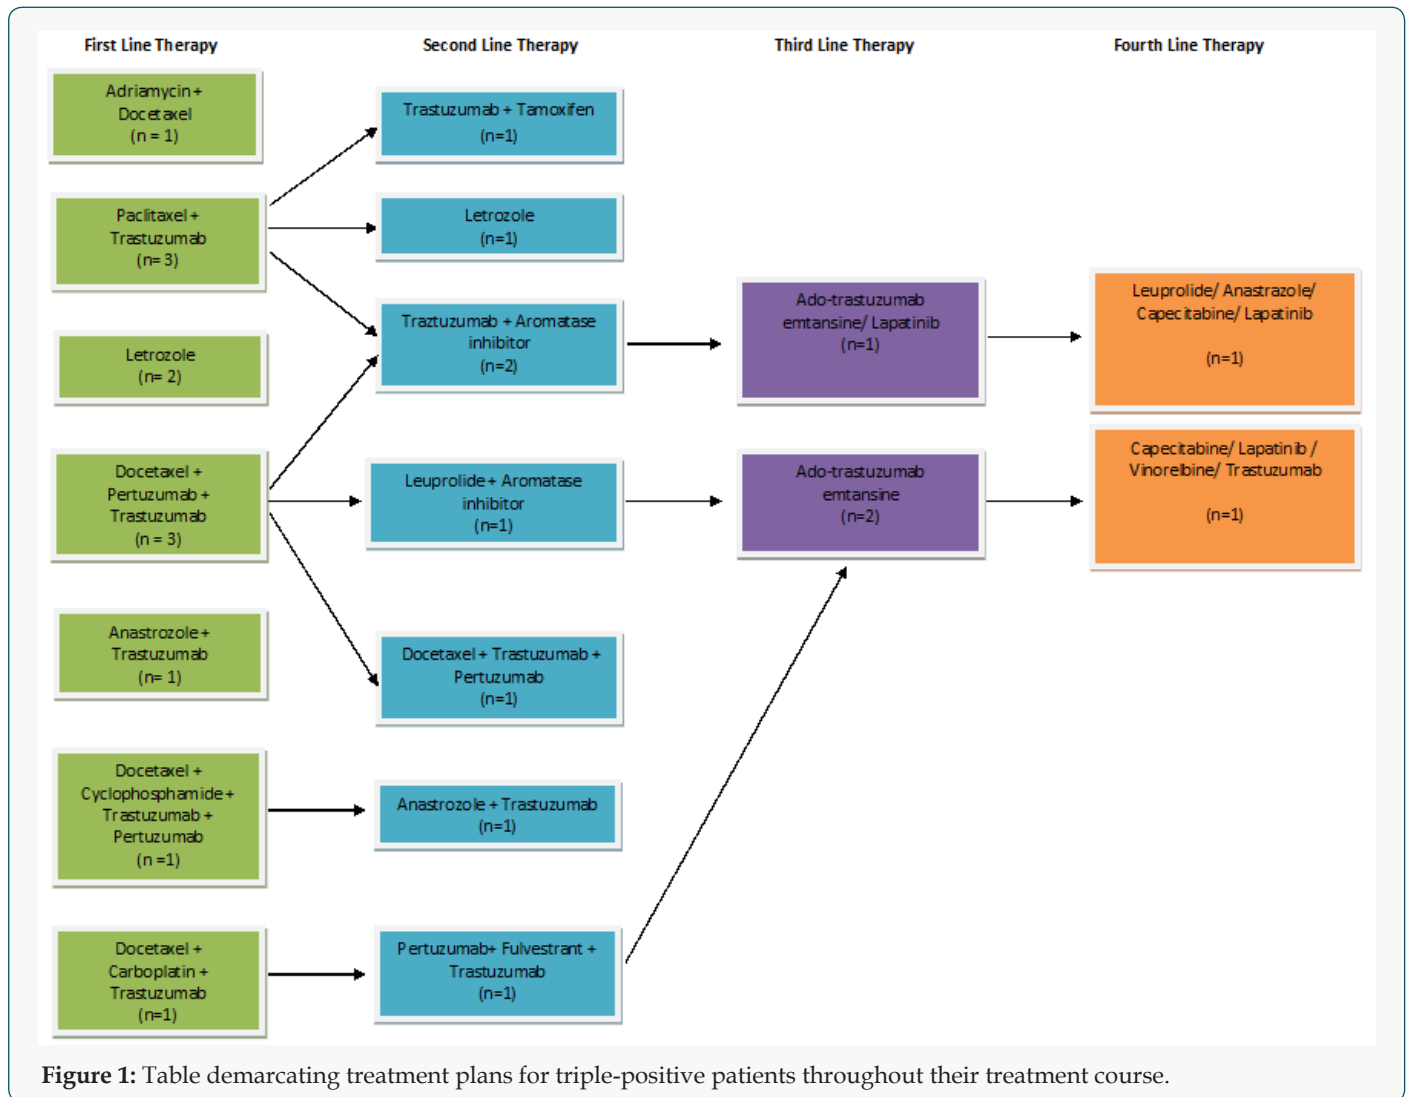 First Line Therapy
Second Line Therapy
Third Line Therapy
Fourth Line Therapy
Adriamycin +
Docetaxel
(n = 1)
Paclitaxel +
Trastuzumab
(n= 3)
Letrozole
(n= 2)
Docetaxel +
Pertuzumab +
Trastuzumab
(n = 3)
Anastrozole +
Trastuzumab
(n= 1)
Docetaxel +
Cyclophosphamide +
Trastuzumab +
Pertuzumab
(n =1)
Docetaxel +
Carboplatin +
Trastuzumab
(n=1)
Trastuzumab + Tamoxifen
(n=1)
Letrozole
(n=1)
Traztuzumab + Aromatase
inhibitor
(n=2)
Leuprolide + Aromatase
inhibitor
(n=1)
Docetaxel + Trastuzumab +
Pertuzumab
(n=1)
Anastrozole + Trastuzumab
(n=1)
Pertuzumab+ Fulvestrant +
Trastuzumab
(n=1)
Ado-trastuzumab
emtansine/ Lapatinib
(n=1)
Ado-trastuzumab
emtansine
(n=2)
Leuprolide/ Anastrazole/
Capecitabine/ Lapatinib
(n=1)
Capecitabine/ Lapatinib /
Vinorelbine/ Trastuzumab
(n=1)
Figure 1: Table demarcating treatment plans for triple-positive patients throughout their treatment course.